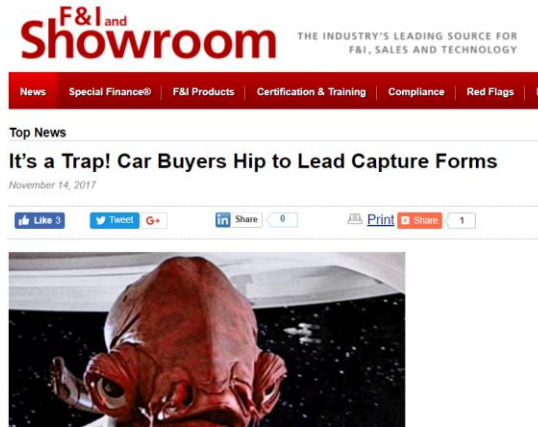 F&I and
Showroom
THE INDUSTRY'S LEADING SOURCE FOR
F&I, SALES AND TECHNOLOGY
News Special Finance® F&I Products Certification & Training Compliance Red Flags
Top News
It's a Trap! Car Buyers Hip to Lead Capture Forms
November 14, 2017
Like 3 Tweet G+ in Share 0 Print Share 1